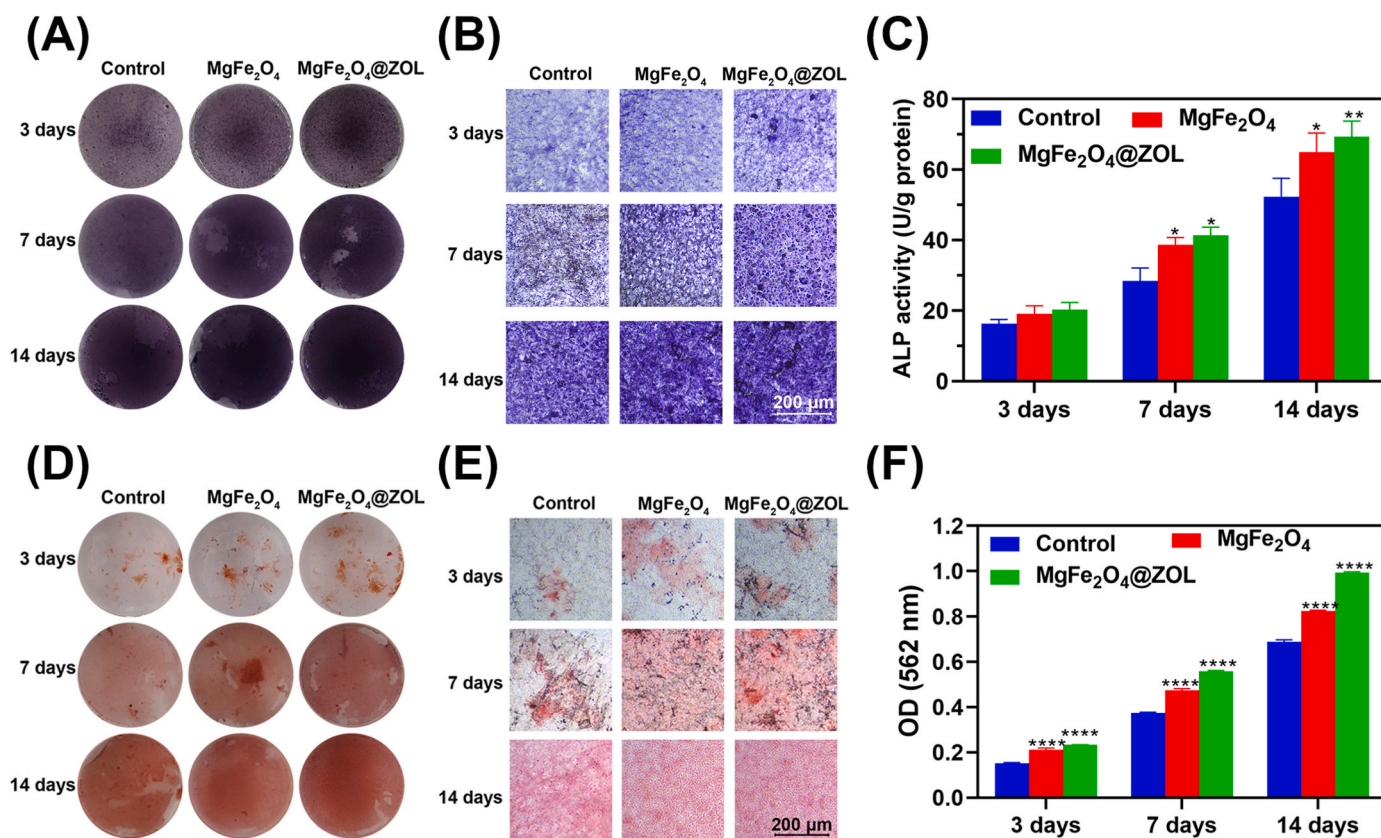 (A)
Control MgFe₂O₄ MgFe₂O₄@ZOL
3 days
7 days
14 days
(B)
Control MgFe₂O₄ MgFe₂O₄@ZOL
3 days
7 days
14 days
200 μm
(C)
ALP activity (U/g protein)
80
60
40
20
0
Control MgFe₂O₄
MgFe₂O₄@ZOL
* *
* **
3 days 7 days 14 days
(D)
Control MgFe₂O₄ MgFe₂O₄@ZOL
3 days
7 days
14 days
(E)
Control MgFe₂O₄ MgFe₂O₄@ZOL
3 days
7 days
14 days
200 μm
(F)
OD (562 nm)
1.2
1.0
0.8
0.6
0.4
0.2
0.0
Control MgFe₂O₄
MgFe₂O₄@ZOL
**** ****
**** ****
**** ****
3 days 7 days 14 days